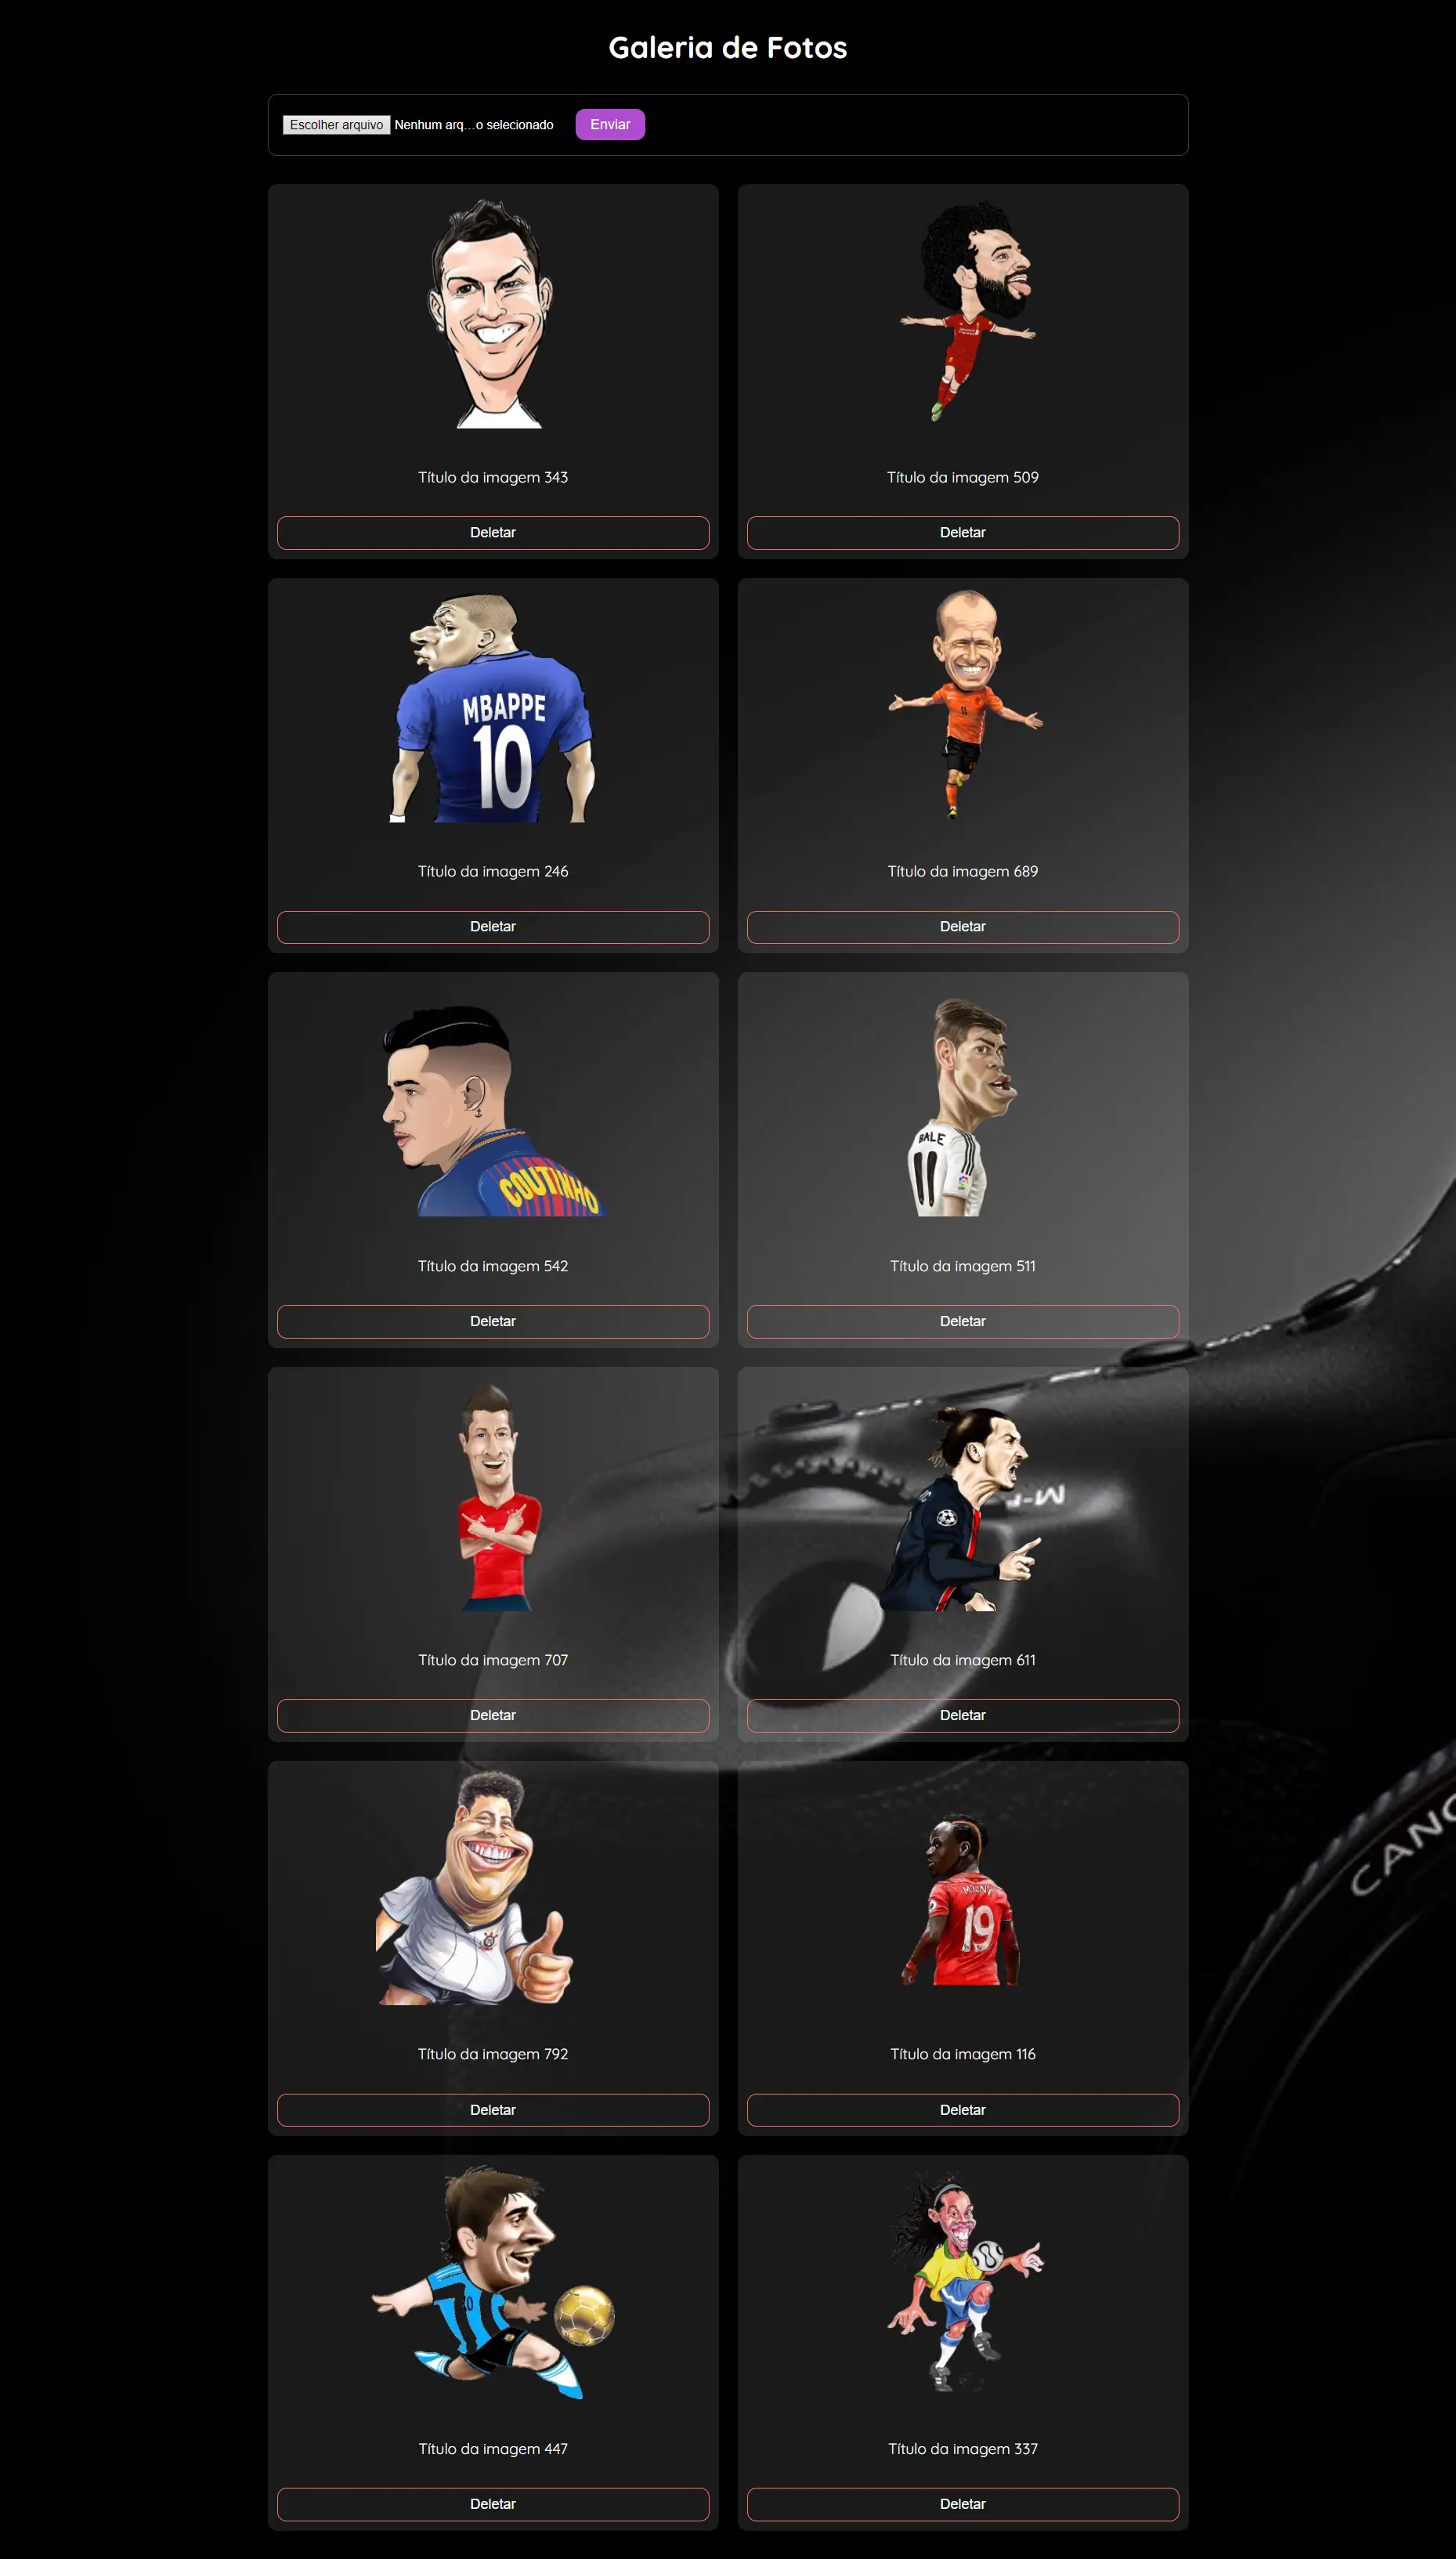 Galeria de Fotos
Escolher arquivo Nenhum arq...o selecionado Enviar
Título da imagem 343
Deletar
Título da imagem 509
Deletar
MBAPPE
10
Título da imagem 246
Deletar
Título da imagem 689
Deletar
COUTINHO
Título da imagem 542
Deletar
BALE
11
Título da imagem 511
Deletar
Título da imagem 707
Deletar
Título da imagem 611
Deletar
Título da imagem 792
Deletar
19
Título da imagem 116
Deletar
10
Título da imagem 447
Deletar
Título da imagem 337
Deletar